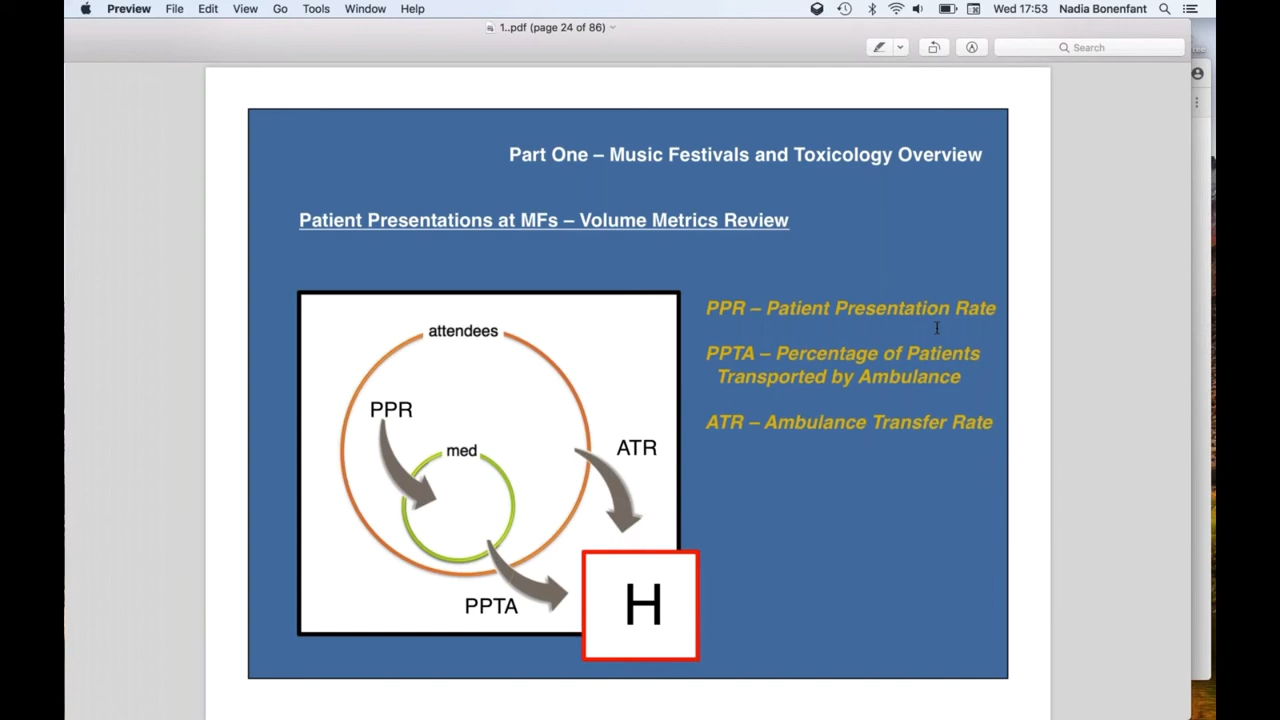 Preview File Edit View Go Tools Window Help Wed 17:53 Nadia Bonenfant
1..pdf (page 24 of 86)
Search
Part One – Music Festivals and Toxicology Overview
Patient Presentations at MFs – Volume Metrics Review
attendees
PPR
med
ATR
PPTA
H
PPR – Patient Presentation Rate
PPTA – Percentage of Patients
Transported by Ambulance
ATR – Ambulance Transfer Rate